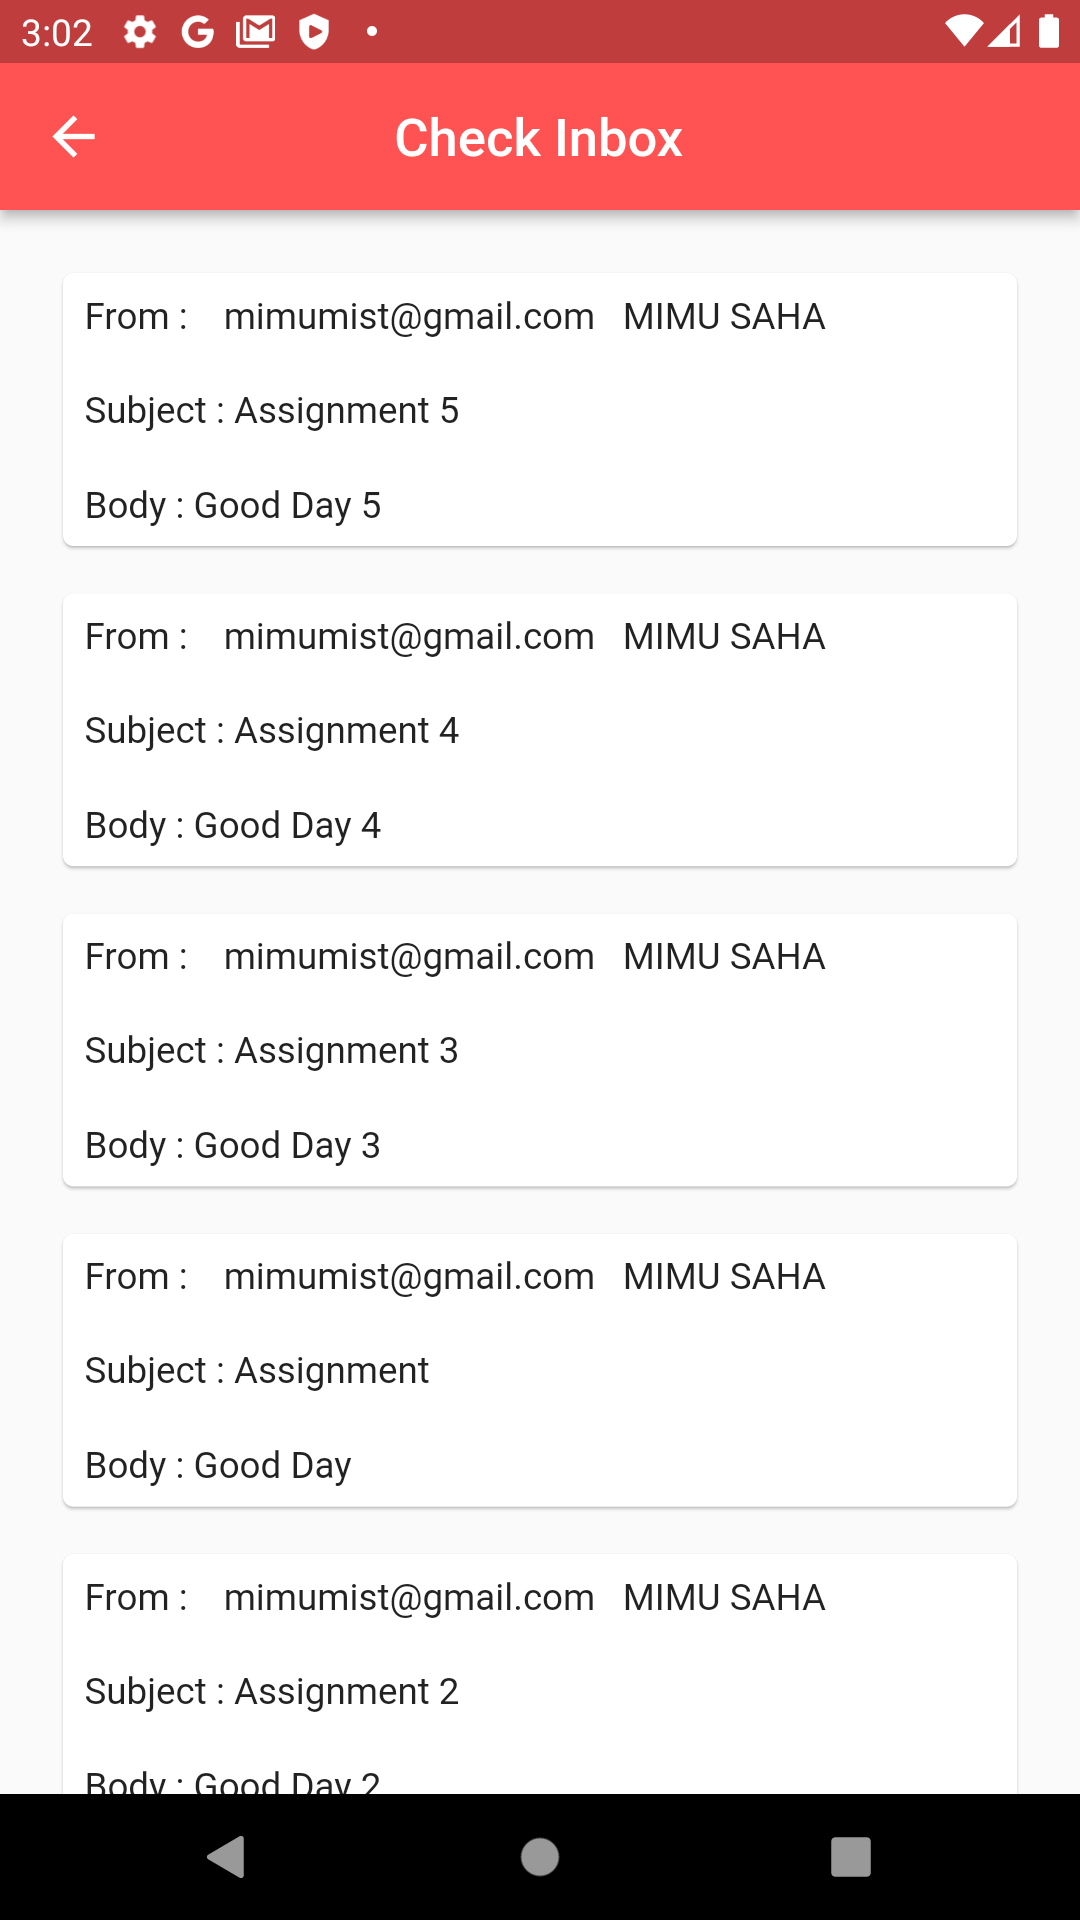 3:02
Check Inbox
From : mimumist@gmail.com MIMU SAHA
Subject : Assignment 5
Body : Good Day 5
From : mimumist@gmail.com MIMU SAHA
Subject : Assignment 4
Body : Good Day 4
From : mimumist@gmail.com MIMU SAHA
Subject : Assignment 3
Body : Good Day 3
From : mimumist@gmail.com MIMU SAHA
Subject : Assignment
Body : Good Day
From : mimumist@gmail.com MIMU SAHA
Subject : Assignment 2
Body : Good Day 2